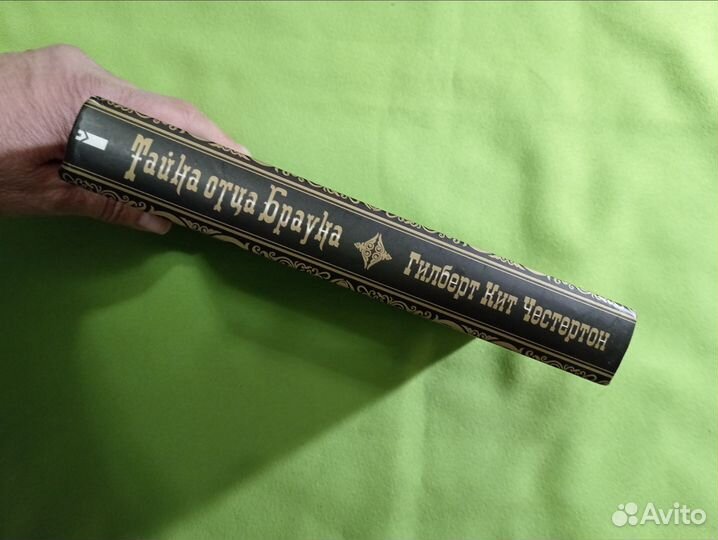 Тайна отца Брауна
Гилберт Кит Честертон
Avito